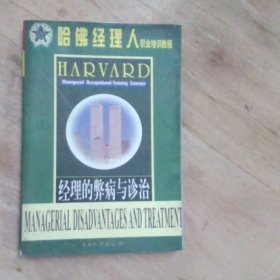 哈佛经理人职业培训教程
HARVARD
Managerial Occupational Training Courses
经理的弊病与诊治
MANAGERIAL DISADVANTAGES AND TREATMENT